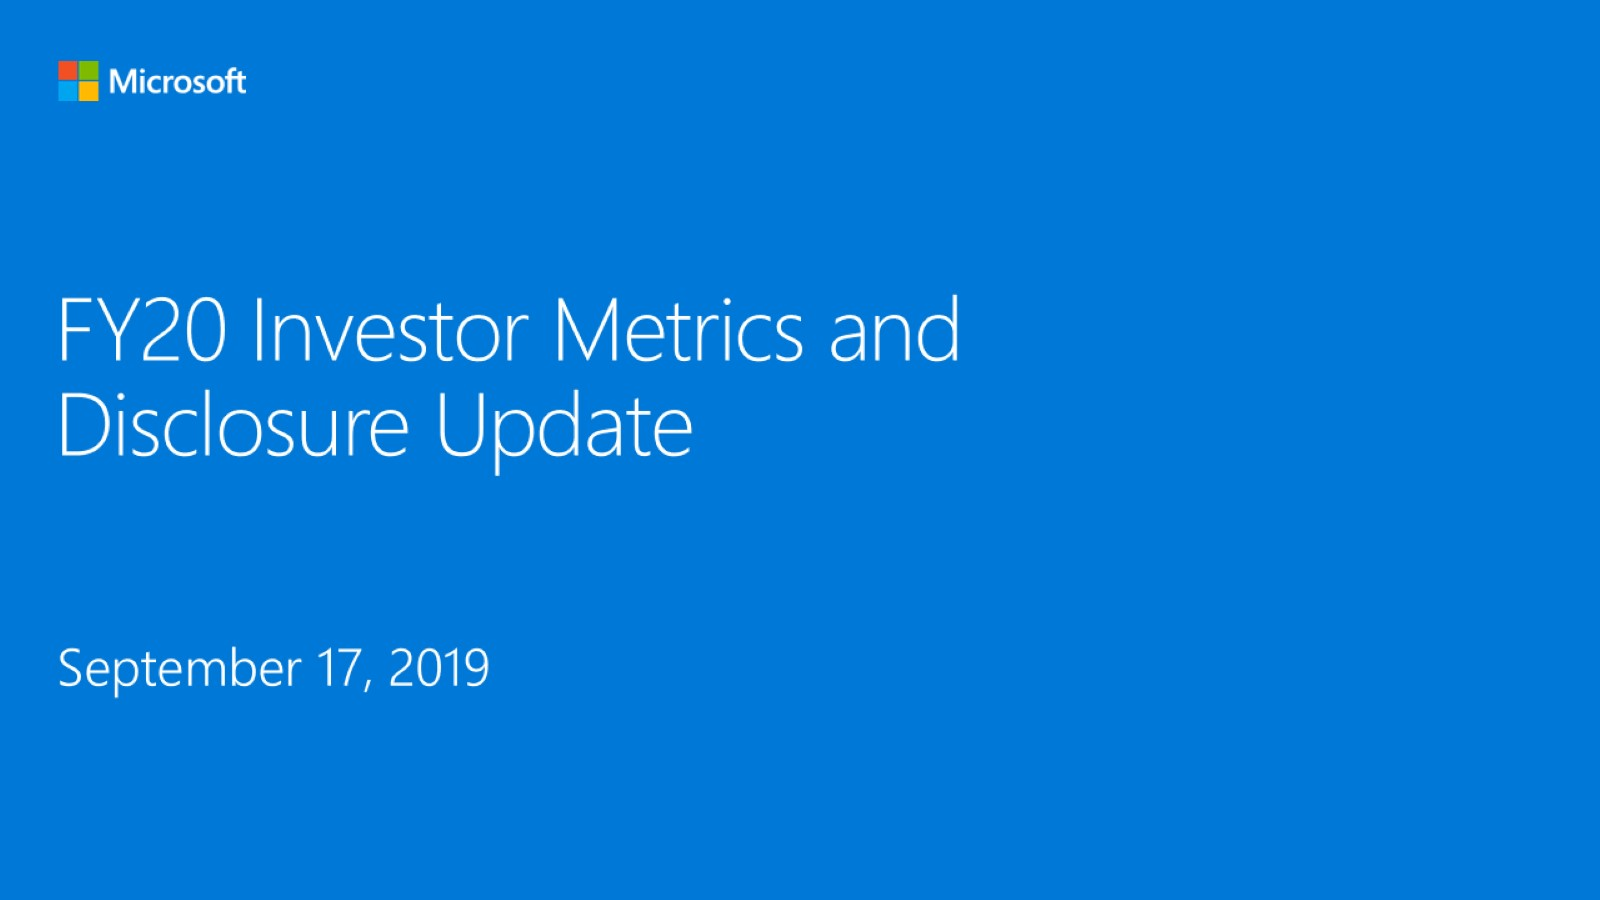 Microsoft
FY20 Investor Metrics and
Disclosure Update
September 17, 2019